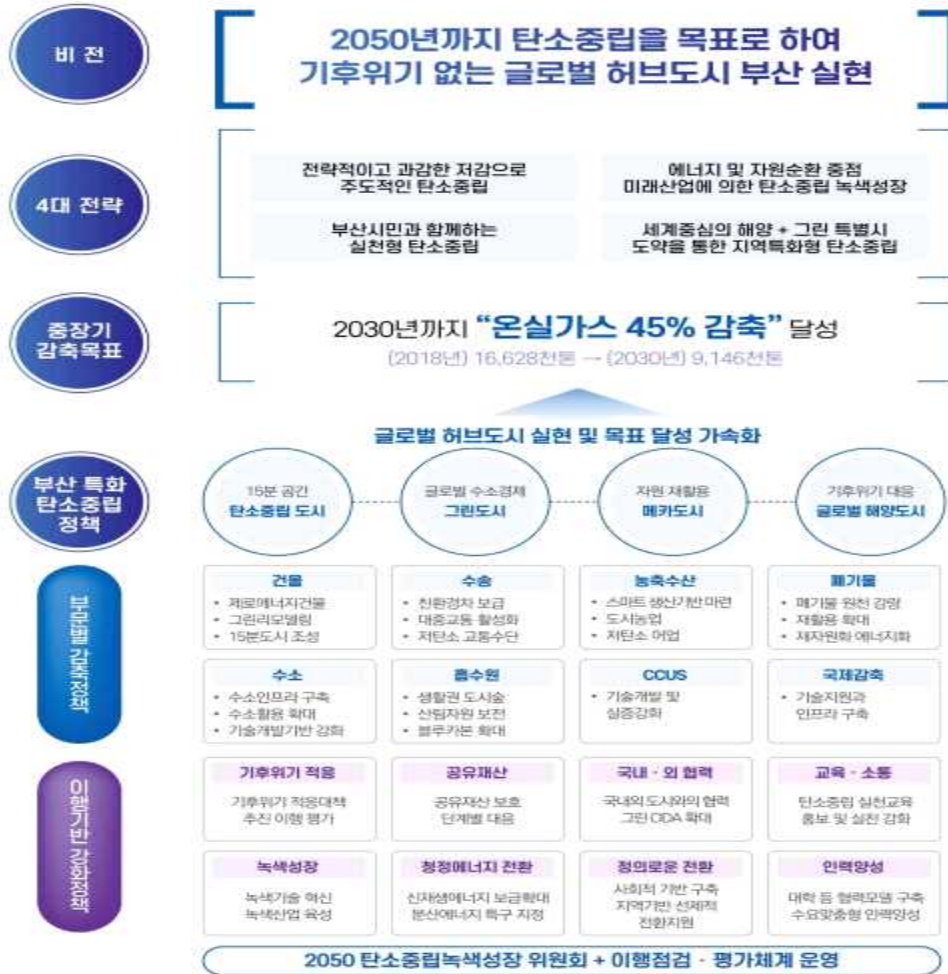 비 전
2050년까지 탄소중립을 목표로 하여
기후위기 없는 글로벌 허브도시 부산 실현
4대 전략
전략적이고 과감한 저감으로
주도적인 탄소중립
에너지 및 자원순환 중점
미래산업에 의한 탄소중립 녹색성장
부산시민과 함께하는
실천형 탄소중립
세계중심의 해양 + 그린 특별시
도약을 통한 지역특화형 탄소중립
중장기
감축목표
2030년까지 “온실가스 45% 감축” 달성
(2018년) 16,628천톤 → (2030년) 9,146천톤
글로벌 허브도시 실현 및 목표 달성 가속화
부산 특화
탄소중립
정책
15분 공간
탄소중립 도시
글로벌 수소경제
그린도시
자원 재활용
메카도시
기후위기 대응
글로벌 해양도시
부문별 감축정책
건물
• 제로에너지건물
• 그린리모델링
• 15분도시 조성
수송
• 친환경차 보급
• 대중교통 활성화
• 저탄소 교통수단
농축수산
• 스마트 생산기반 마련
• 도시농업
• 저탄소 어업
폐기물
• 폐기물 원천 감량
• 재활용 확대
• 재자원화 에너지화
수소
• 수소인프라 구축
• 수소활용 확대
• 기술개발기반 강화
흡수원
• 생활권 도시숲
• 산림자원 보전
• 블루카본 확대
CCUS
• 기술개발 및
실증강화
국제감축
• 기술지원과
인프라 구축
이행기반 강화정책
기후위기 적응
기후위기 적응대책
추진 이행 평가
공유재산
공유재산 보호
단계별 대응
국내 · 외 협력
국내외 도시와의 협력
그린 ODA 확대
교육 · 소통
탄소중립 실천교육
홍보 및 실천 강화
녹색성장
녹색기술 혁신
녹색산업 육성
청정에너지 전환
신재생에너지 보급확대
분산에너지 특구 지정
정의로운 전환
사회적 기반 구축
지역기반 선제적
전환지원
인력양성
대학 등 협력모델 구축
수요맞춤형 인력양성
2050 탄소중립녹색성장 위원회 + 이행점검 · 평가체계 운영